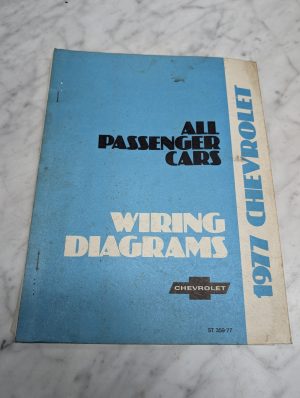 ALL
PASSENGER
CARS
WIRING
DIAGRAMS
CHEVROLET
ST 359-77
1977 CHEVROLET